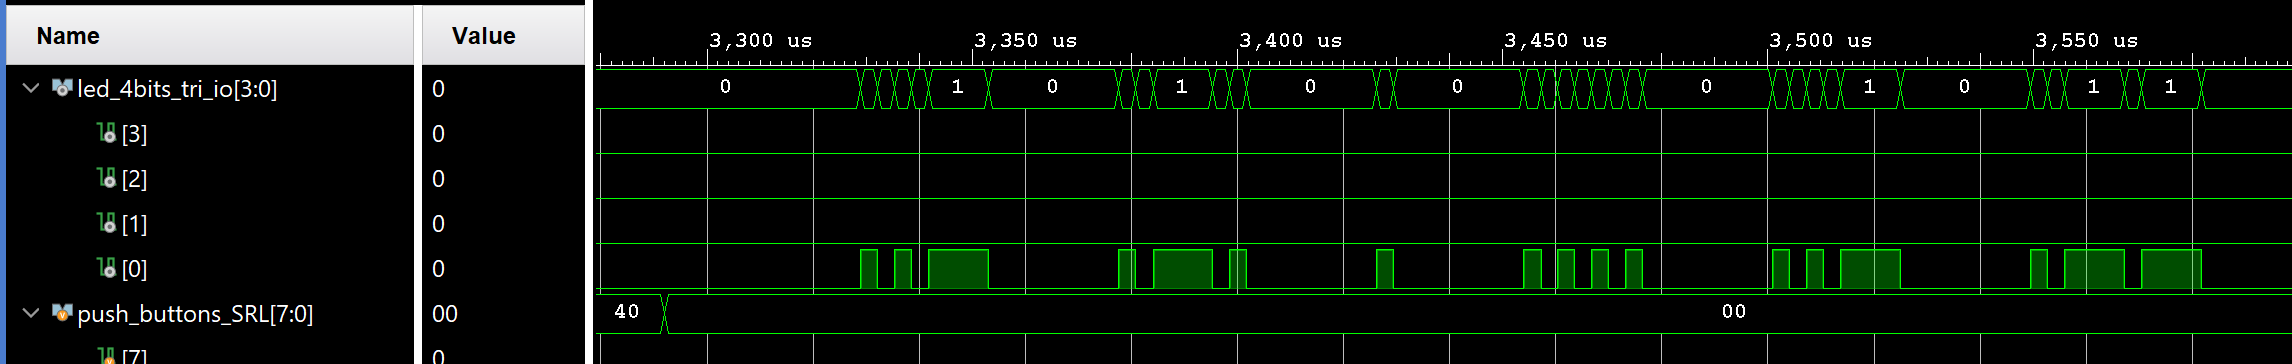 Name Value
3,300 us 3,350 us 3,400 us 3,450 us 3,500 us 3,550 us
led_4bits_tri_io[3:0] 0 0 1 0 1 0 0 0 1 0 1 1
[3] 0
[2] 0
[1] 0
[0] 0
push_buttons_SRL[7:0] 00 40 00
[7] 0